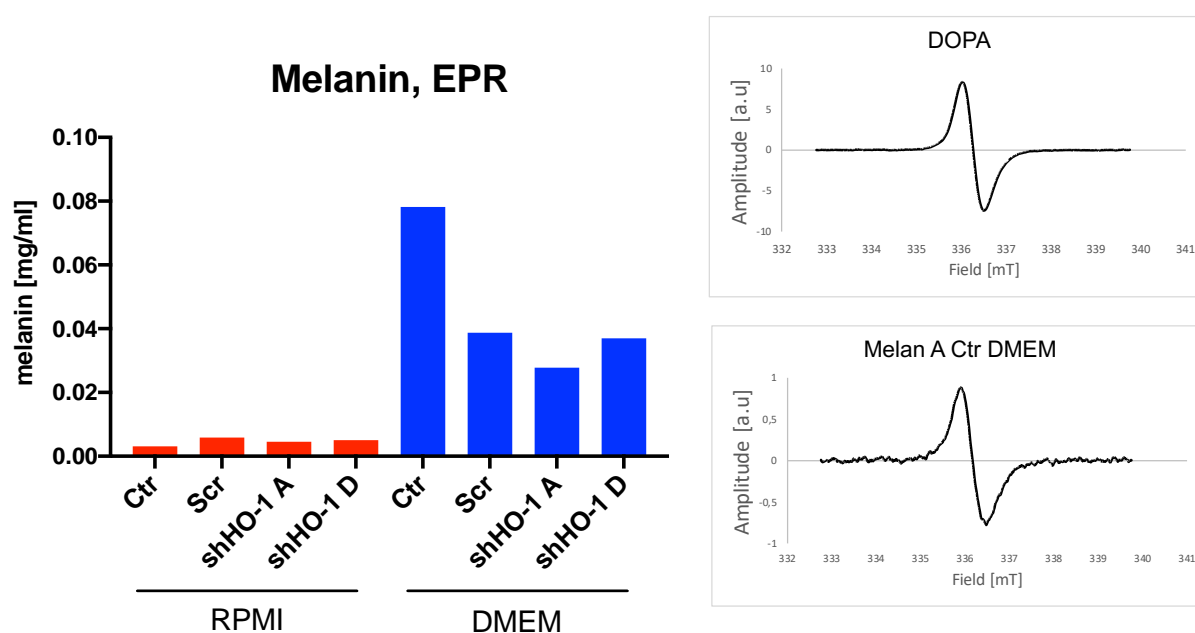 Melanin, EPR
melanin [mg/ml]
0.10
0.08
0.06
0.04
0.02
0.00
Ctr
Scr
shHO-1 A
shHO-1 D
Ctr
Scr
shHO-1 A
shHO-1 D
RPMI
DMEM
DOPA
Amplitude [a.u]
10
5
0
-5
-10
332 333 334 335 336 337 338 339 340 341
Field [mT]
Melan A Ctr DMEM
Amplitude [a.u]
1
0,5
0
-0,5
-1
332 333 334 335 336 337 338 339 340 341
Field [mT]